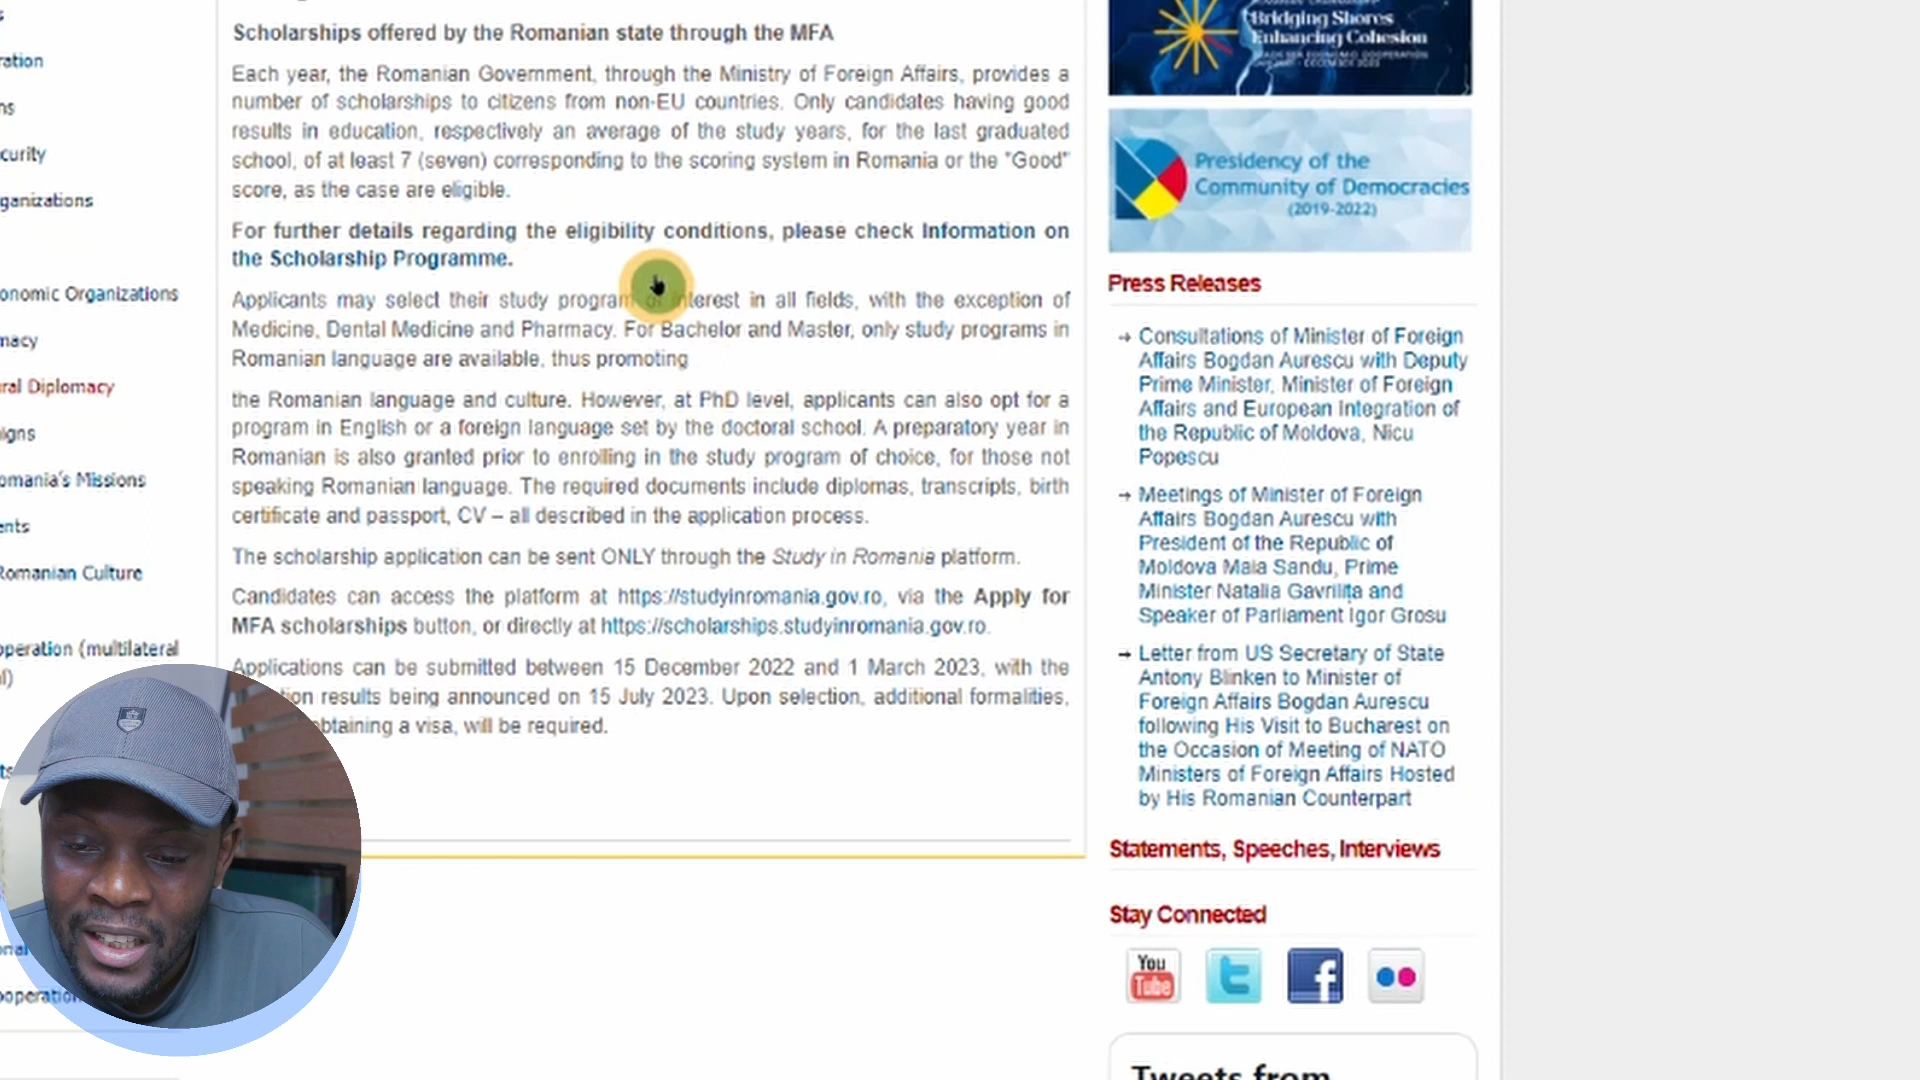 ration
ns
curity
ganizations
onomic Organizations
macy
ral Diplomacy
igns
omania's Missions
ents
Romanian Culture
operation (multilateral
l)
ts
onal
ooperation
Scholarships offered by the Romanian state through the MFA
Each year, the Romanian Government, through the Ministry of Foreign Affairs, provides a
number of scholarships to citizens from non-EU countries. Only candidates having good
results in education, respectively an average of the study years, for the last graduated
school, of at least 7 (seven) corresponding to the scoring system in Romania or the "Good"
score, as the case are eligible.
For further details regarding the eligibility conditions, please check Information on
the Scholarship Programme.
Applicants may select their study program of interest in all fields, with the exception of
Medicine, Dental Medicine and Pharmacy. For Bachelor and Master, only study programs in
Romanian language are available, thus promoting
the Romanian language and culture. However, at PhD level, applicants can also opt for a
program in English or a foreign language set by the doctoral school. A preparatory year in
Romanian is also granted prior to enrolling in the study program of choice, for those not
speaking Romanian language. The required documents include diplomas, transcripts, birth
certificate and passport, CV – all described in the application process.
The scholarship application can be sent ONLY through the Study in Romania platform.
Candidates can access the platform at https://studyinromania.gov.ro, via the Apply for
MFA scholarships button, or directly at https://scholarships.studyinromania.gov.ro.
Applications can be submitted between 15 December 2022 and 1 March 2023, with the
tion results being announced on 15 July 2023. Upon selection, additional formalities,
btaining a visa, will be required.
Bridging Shores
Enhancing Cohesion
Presidency of the
Community of Democracies
(2019-2022)
Press Releases
Consultations of Minister of Foreign
Affairs Bogdan Aurescu with Deputy
Prime Minister, Minister of Foreign
Affairs and European Integration of
the Republic of Moldova, Nicu
Popescu
Meetings of Minister of Foreign
Affairs Bogdan Aurescu with
President of the Republic of
Moldova Maia Sandu, Prime
Minister Natalia Gavrilița and
Speaker of Parliament Igor Grosu
Letter from US Secretary of State
Antony Blinken to Minister of
Foreign Affairs Bogdan Aurescu
following His Visit to Bucharest on
the Occasion of Meeting of NATO
Ministers of Foreign Affairs Hosted
by His Romanian Counterpart
Statements, Speeches, Interviews
Stay Connected
You
Tube
Tweets from